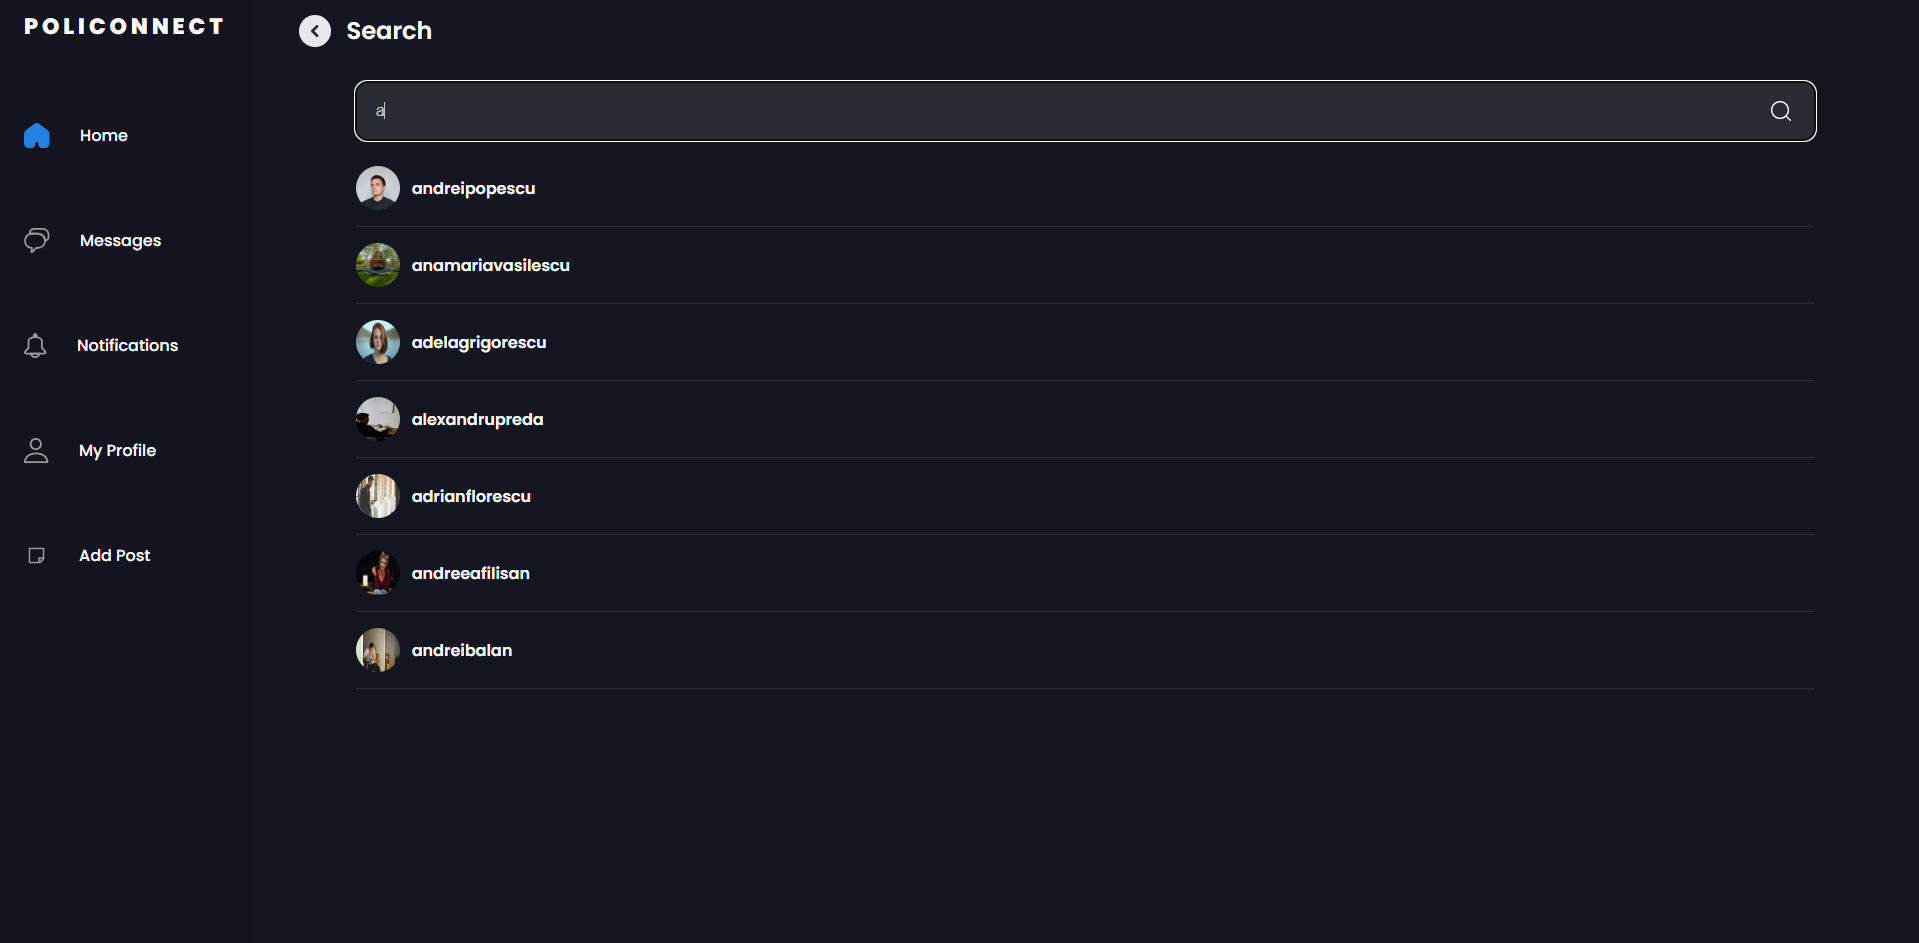 POLICONNECT
Home
Messages
Notifications
My Profile
Add Post
Search
a
andreipopescu
anamariavasilescu
adelagrigorescu
alexandrupreda
adrianflorescu
andreeafilisan
andreibalan